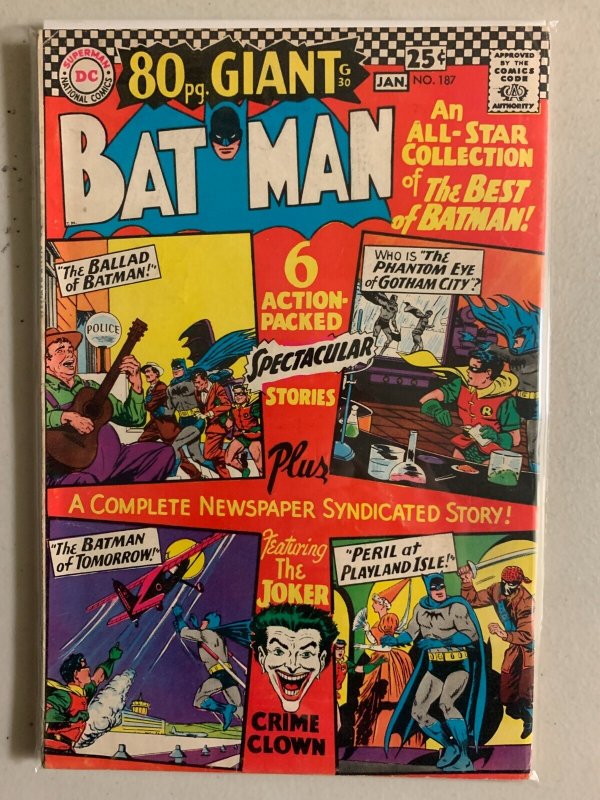 SUPERMAN
DC
NATIONAL COMICS
80 pg. GIANT G
30
25¢
JAN. NO. 187
APPROVED
BY THE
COMICS
CODE
CA
AUTHORITY
BATMAN
An
ALL-STAR
COLLECTION
of THE BEST
of BATMAN!
"THE BALLAD
of BATMAN!"
POLICE
6
ACTION-
PACKED
SPECTACULAR
STORIES
Plus
WHO IS "THE
PHANTOM EYE
of GOTHAM CITY"?
R
A COMPLETE NEWSPAPER SYNDICATED STORY!
"THE BATMAN
of TOMORROW!"
Featuring
THE
JOKER
CRIME
CLOWN
"PERIL at
PLAYLAND ISLE!"